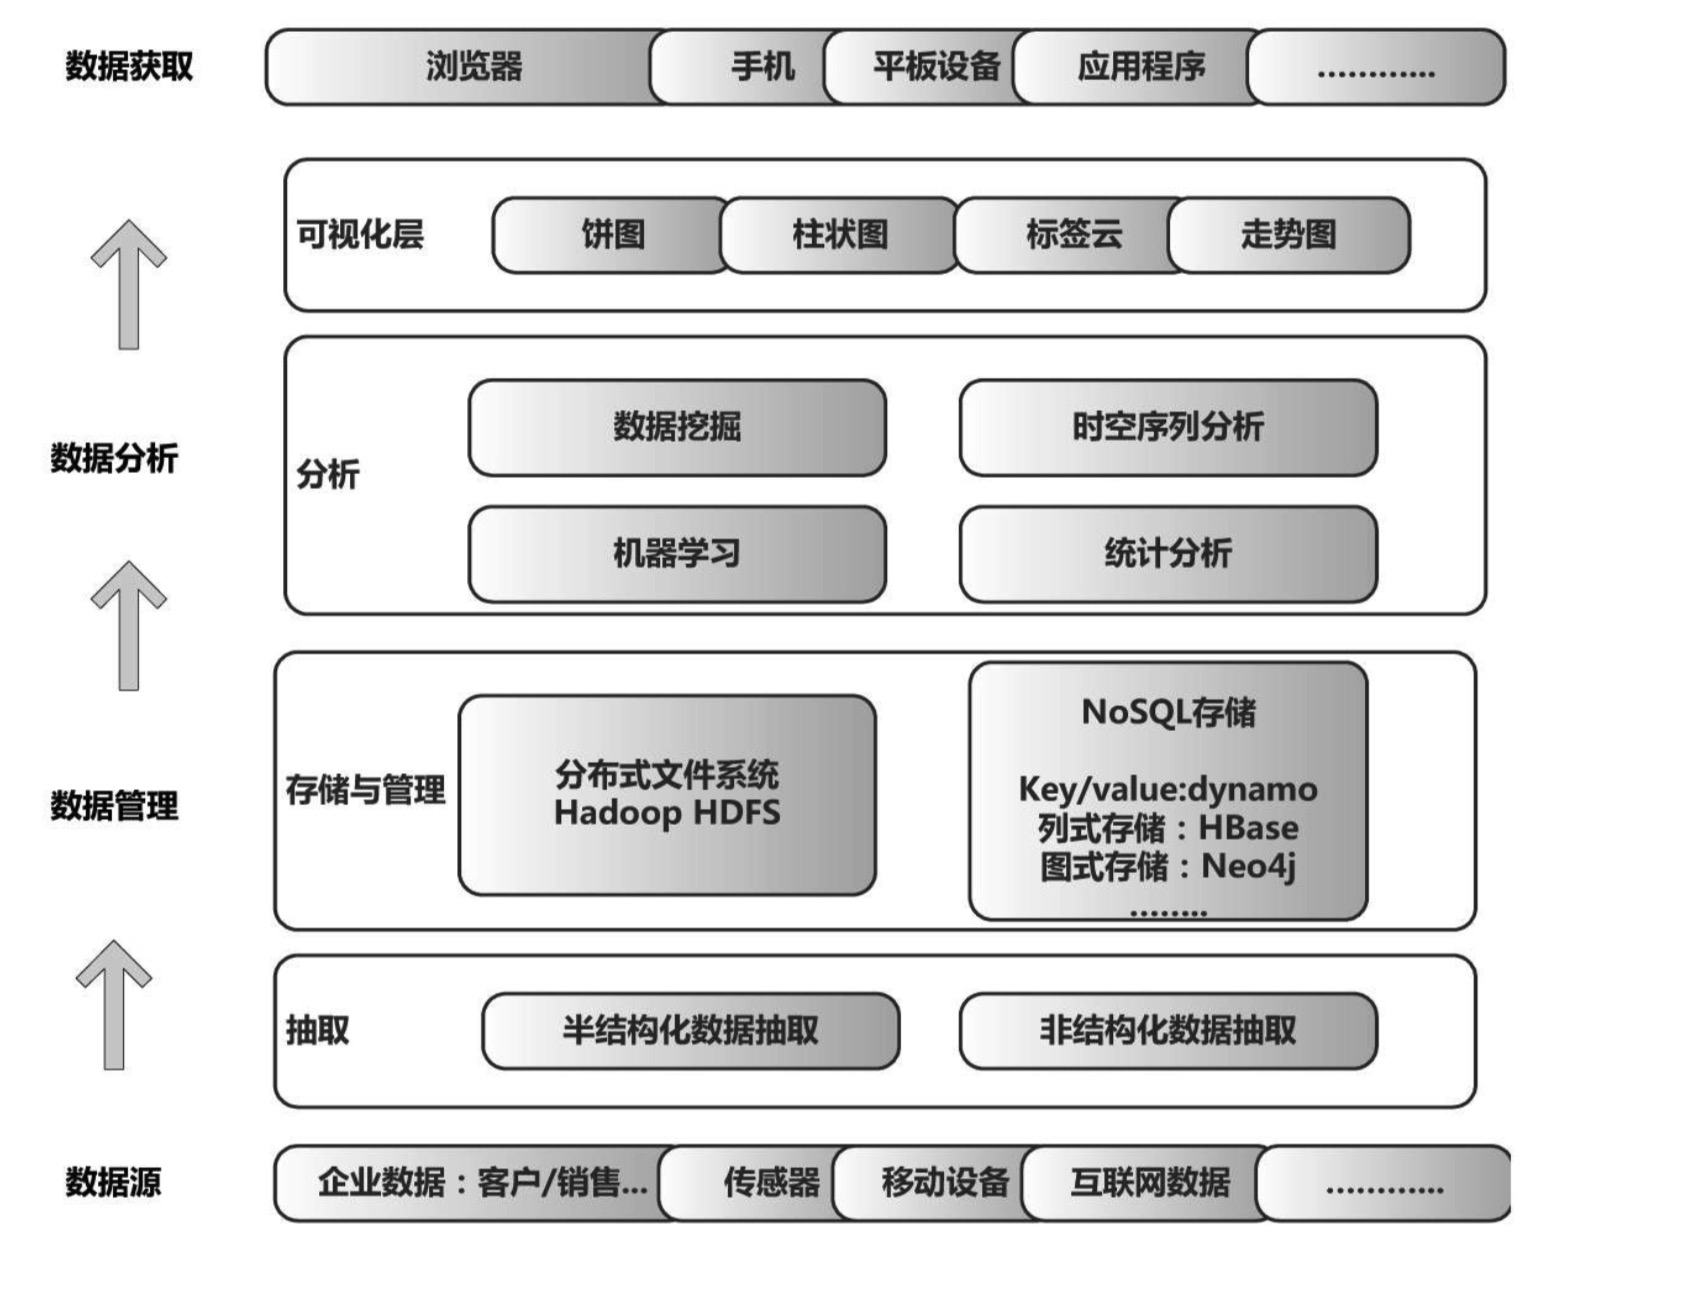 数据获取
浏览器
手机
平板设备
应用程序
............
可视化层
饼图
柱状图
标签云
走势图
数据分析
分析
数据挖掘
时空序列分析
机器学习
统计分析
数据管理
存储与管理
分布式文件系统
Hadoop HDFS
NoSQL存储
Key/value:dynamo
列式存储：HBase
图式存储：Neo4j
........
抽取
半结构化数据抽取
非结构化数据抽取
数据源
企业数据：客户/销售...
传感器
移动设备
互联网数据
............